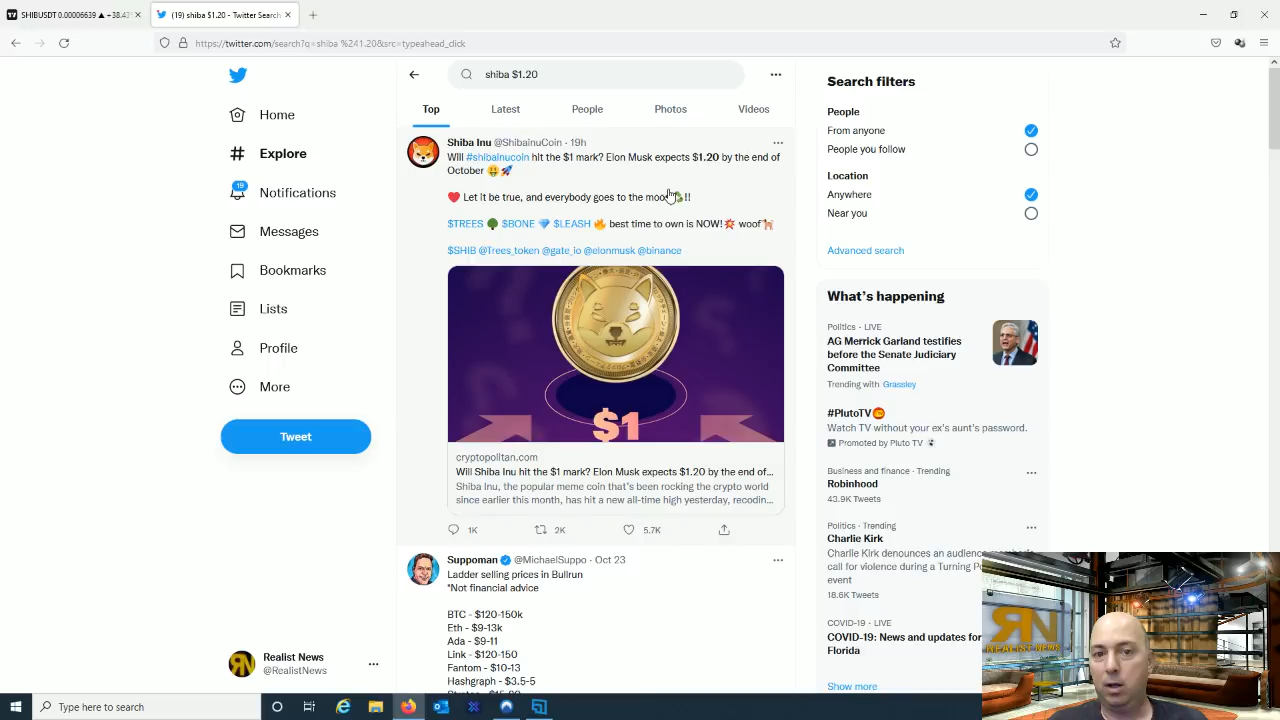 SHIBUSDT 0.00006639 ▲ +38.43
(19) shiba $1.20 - Twitter Search
https://twitter.com/search?q=shiba %241.20&src=typeahead_click
shiba $1.20
Top
Latest
People
Photos
Videos
Home
Explore
19
Notifications
Messages
Bookmarks
Lists
Profile
More
Tweet
Realist News
@RealistNews
Shiba Inu @ShibainuCoin · 19h
Will #shibainucoin hit the $1 mark? Elon Musk expects $1.20 by the end of
October 🤑🚀
❤️ Let it be true, and everybody goes to the moo !!
$TREES 🌳 $BONE 💎 $LEASH 🔥 best time to own is NOW!💥 woof🐕
$SHIB @Trees_token @gate_io @elonmusk @binance
$1
cryptopolitan.com
Will Shiba Inu hit the $1 mark? Elon Musk expects $1.20 by the end of...
Shiba Inu, the popular meme coin that's been rocking the crypto world
since earlier this month, has hit a new all-time high yesterday, recodin...
1K
2K
5.7K
Suppoman @MichaelSuppo · Oct 23
Ladder selling prices in Bullrun
*Not financial advice
BTC - $120-150k
Eth - $9-13k
Ada - $9-11
Link - $120-150
Fantom - $10-13
Hashgraph - $3.5-5
Search filters
People
From anyone
People you follow
Location
Anywhere
Near you
Advanced search
What's happening
Politics · LIVE
AG Merrick Garland testifies
before the Senate Judiciary
Committee
Trending with Grassley
#PlutoTV
Watch TV without your ex's aunt's password.
Promoted by Pluto TV
Business and finance · Trending
Robinhood
43.9K Tweets
Politics · Trending
Charlie Kirk
Charlie Kirk denounces an audience
call for violence during a Turning
event
18.6K Tweets
COVID-19 · LIVE
COVID-19: News and updates for
Florida
Show more
RN
REALIST NEWS
Type here to search